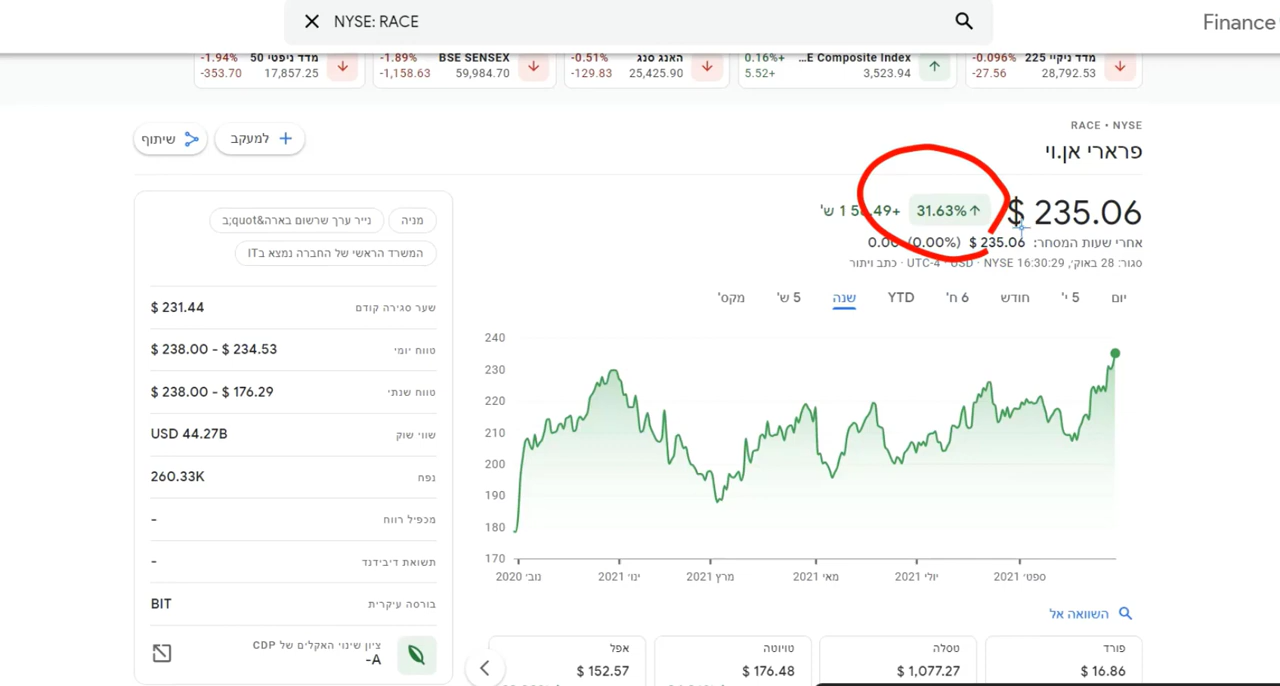 NYSE: RACE
Finance
מדד ניקיי 225 -0.096%
28,792.53 -27.56
E Composite Index... 0.16%+
3,523.94 5.52+
האנג סנג -0.51%
25,425.90 -129.83
BSE SENSEX -1.89%
59,984.70 -1,158.63
מדד ניפטי 50 -1.94%
17,857.25 -353.70
RACE • NYSE
פרארי אן.וי
למעקב
שיתוף
$ 235.06
31.63%
אחרי שעות המסחר: $ 235.06 (0.00%)
סגור: 28 באוק׳, 16:30:29 UTC-4 · USD · NYSE · כתב ויתור
יום
5 י׳
חודש
6 ח׳
YTD
שנה
5 ש׳
מקס׳
240
230
220
210
200
190
180
170
נוב׳ 2020
ינו׳ 2021
מרץ 2021
מאי 2021
יולי 2021
ספט׳ 2021
השוואה אל
פורד
$ 16.86
טסלה
$ 1,077.27
טויוטה
$ 176.48
אפל
$ 152.57
מניה
נייר ערך שרשום בארה&quot;ב
המשרד הראשי של החברה נמצא בIT
שער סגירה קודם $ 231.44
טווח יומי $ 238.00 - $ 234.53
טווח שנתי $ 238.00 - $ 176.29
שווי שוק USD 44.27B
נפח 260.33K
מכפיל רווח -
תשואת דיבידנד -
בורסה עיקרית BIT
ציון שינוי האקלים של CDP
-A